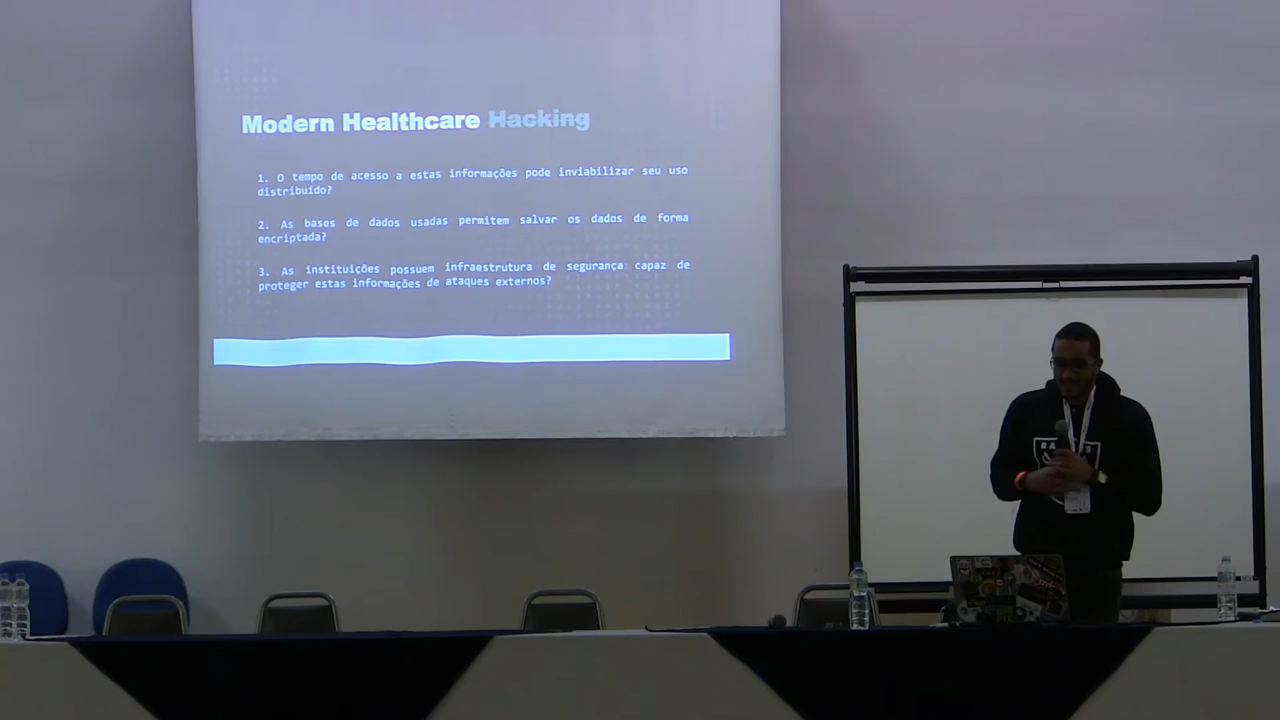 Modern Healthcare Hacking
1. O tempo de acesso a estas informações pode inviabilizar seu uso
distribuído?
2. As bases de dados usadas permitem salvar os dados de forma
encriptada?
3. As instituições possuem infraestrutura de segurança capaz de
proteger estas informações de ataques externos?